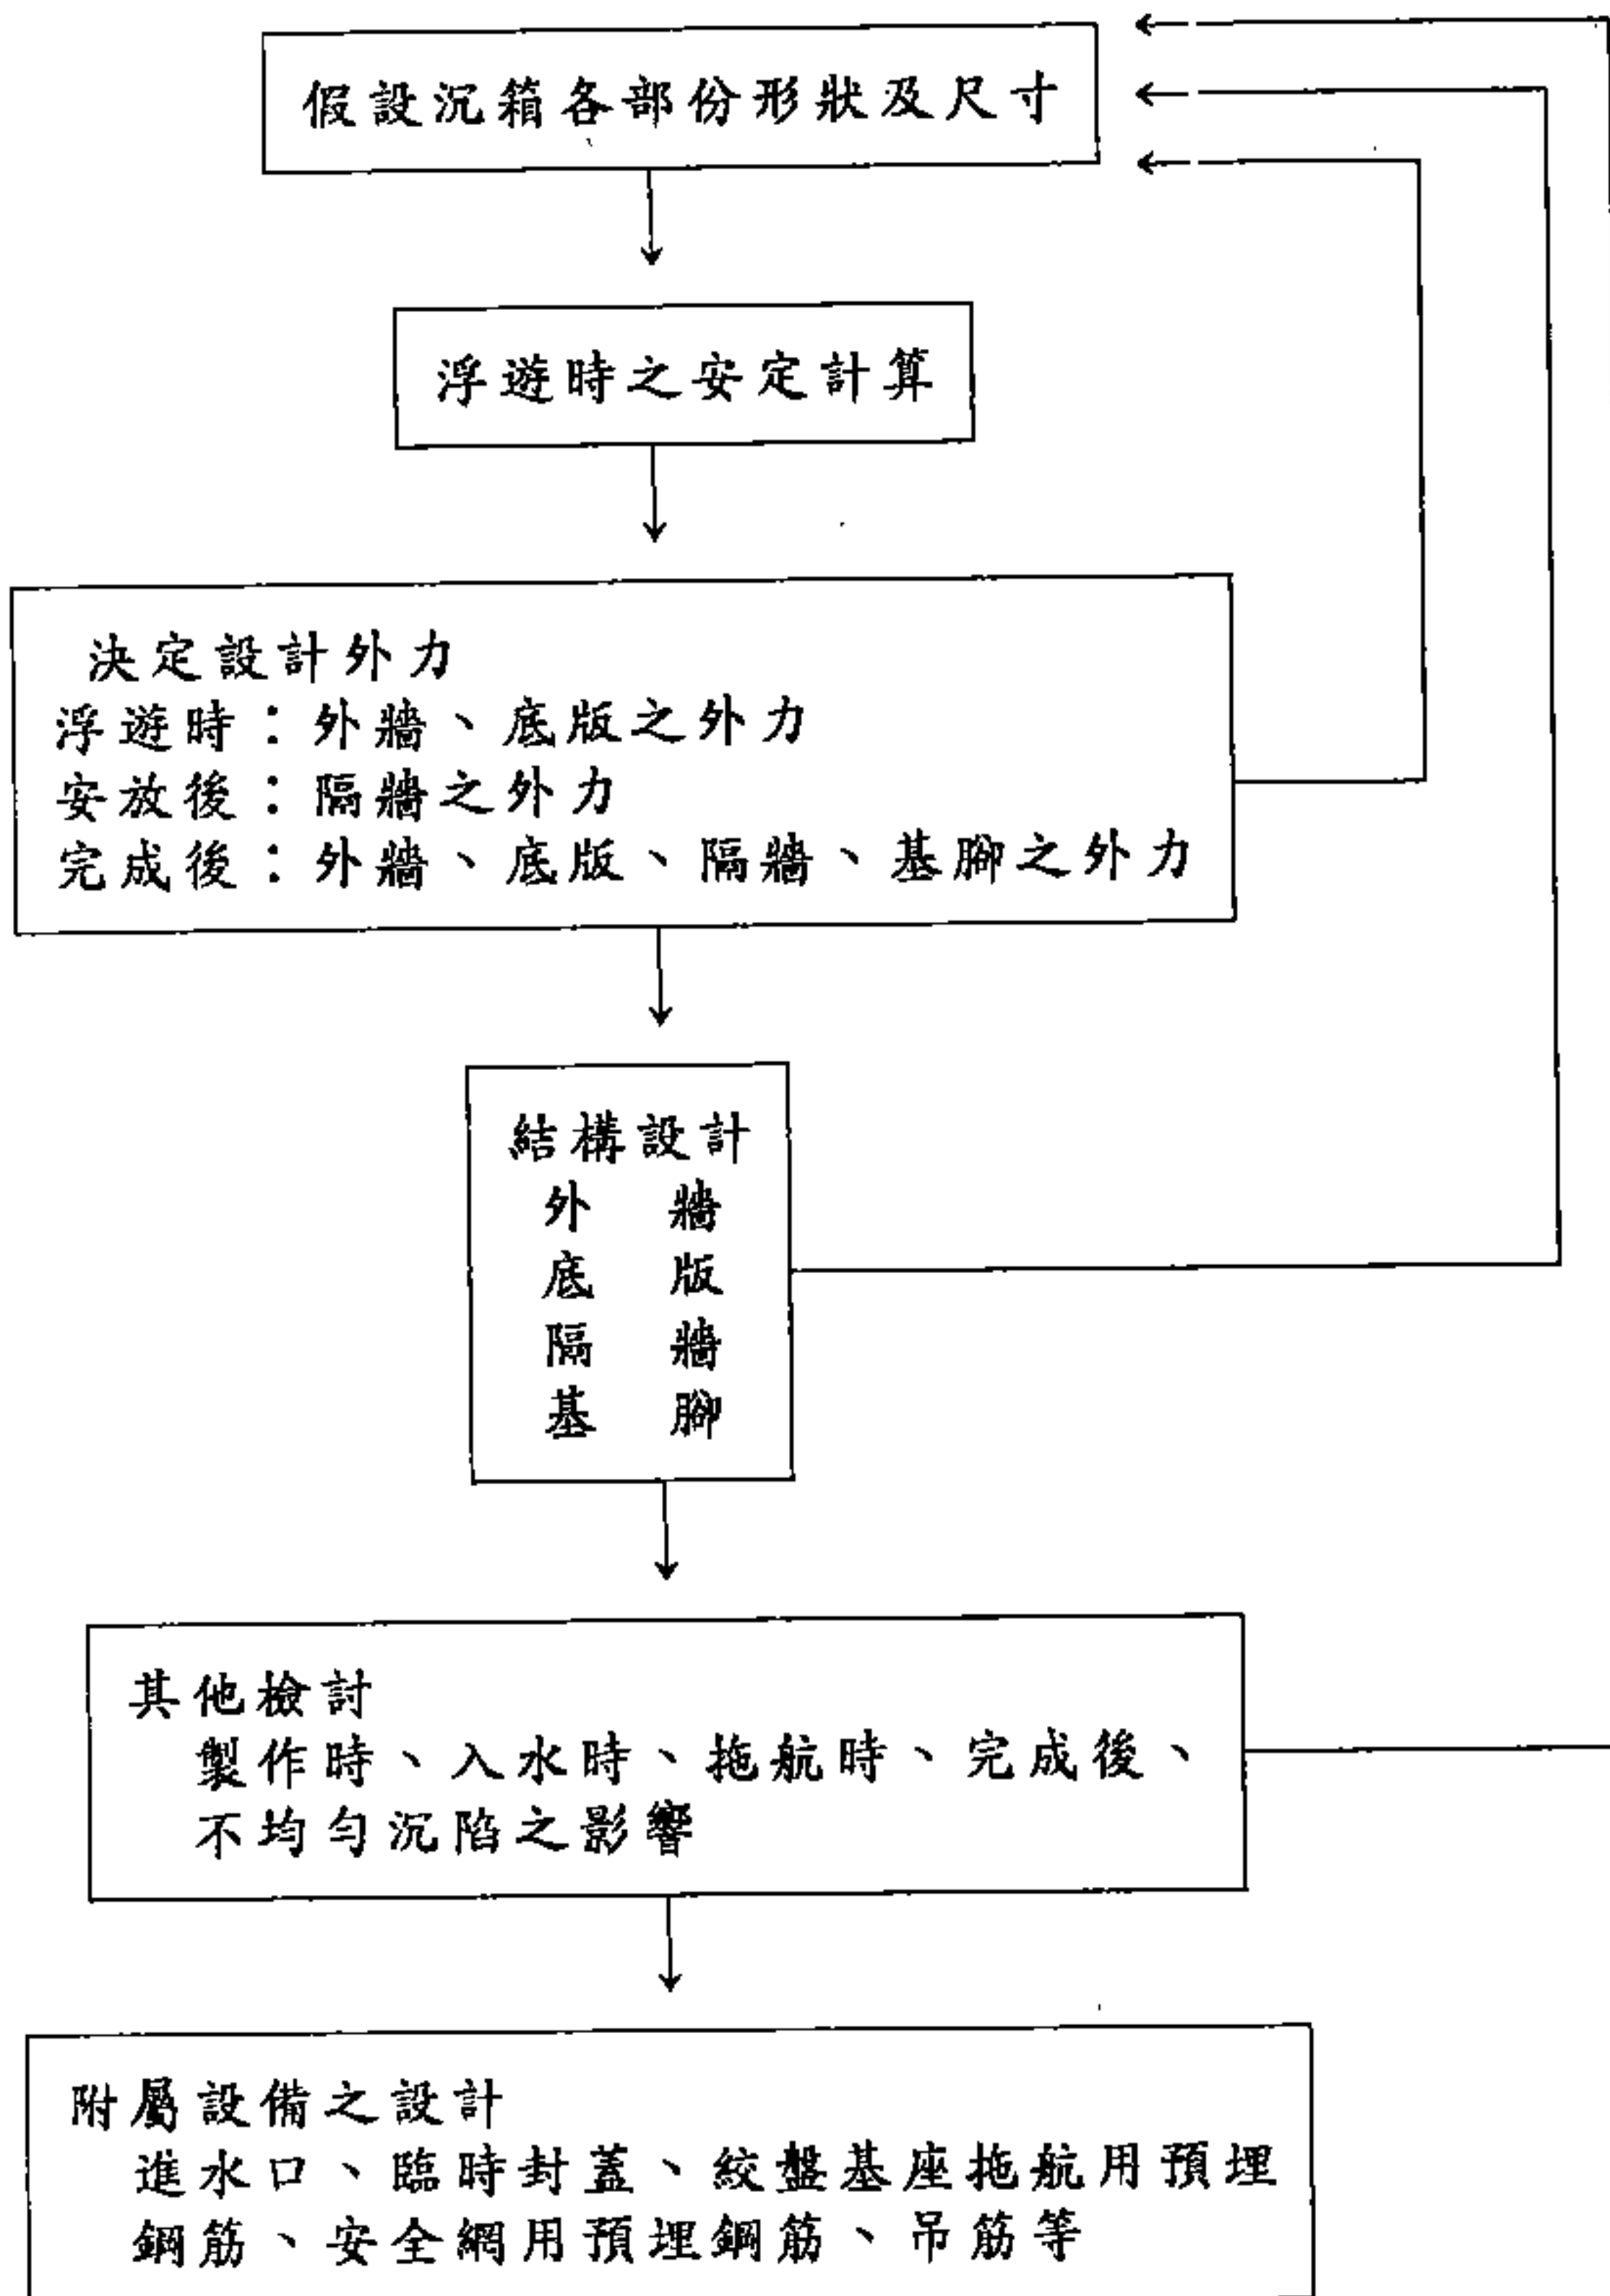 假設沉箱各部份形狀及尺寸
浮遊時之安定計算
決定設計外力
浮遊時：外牆、底版之外力
安放後：隔牆之外力
完成後：外牆、底版、隔牆、基腳之外力
結構設計
外 牆
底 版
隔 牆
基 腳
其他檢討
製作時、入水時、拖航時、完成後、
不均勻沉陷之影響
附屬設備之設計
進水口、臨時封蓋、絞盤基座拖航用預埋
鋼筋、安全網用預埋鋼筋、吊筋等